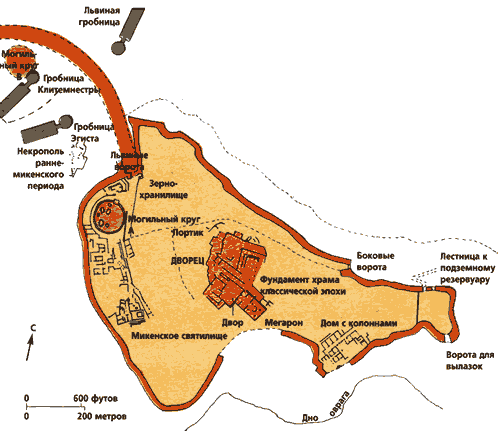 Львиная
гробница
Могиль-
ный круг
В
Гробница
Клитемнестры
Гробница
Эгиста
Некрополь
ранне-
микенского
периода
Львиные
ворота
Зерно-
хранилище
Могильный круг
Портик
ДВОРЕЦ
Фундамент храма
классической эпохи
Боковые
ворота
Лестница к
подземному
резервуару
Двор
Мегарон
Дом с колоннами
Микенское святилище
Ворота для
вылазок
С
0 600 футов
0 200 метров
Дно оврага